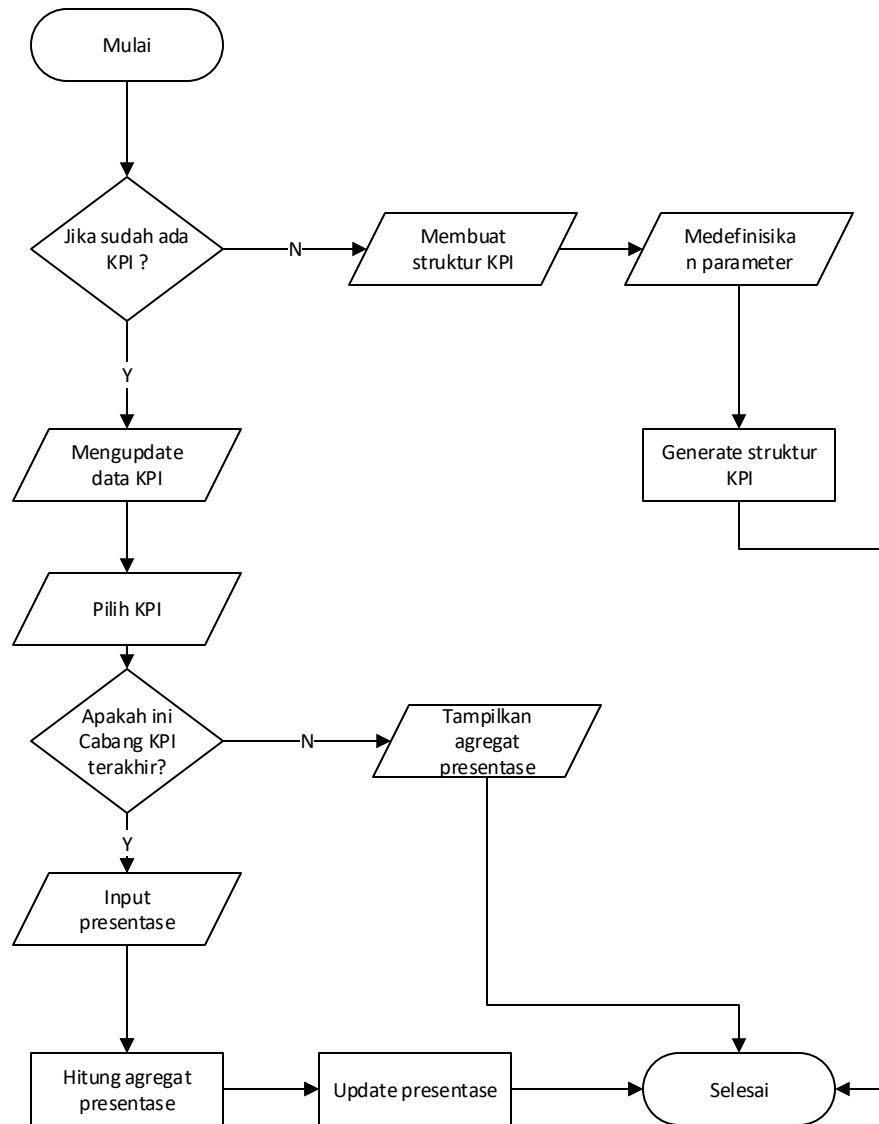 Mulai
Jika sudah ada
KPI ?
N
Membuat
struktur KPI
Medefinisika
n parameter
Y
Mengupdate
data KPI
Generate struktur
KPI
Pilih KPI
Apakah ini
Cabang KPI
terakhir?
N
Tampilkan
agregat
presentase
Y
Input
presentase
Hitung agregat
presentase
Update presentase
Selesai